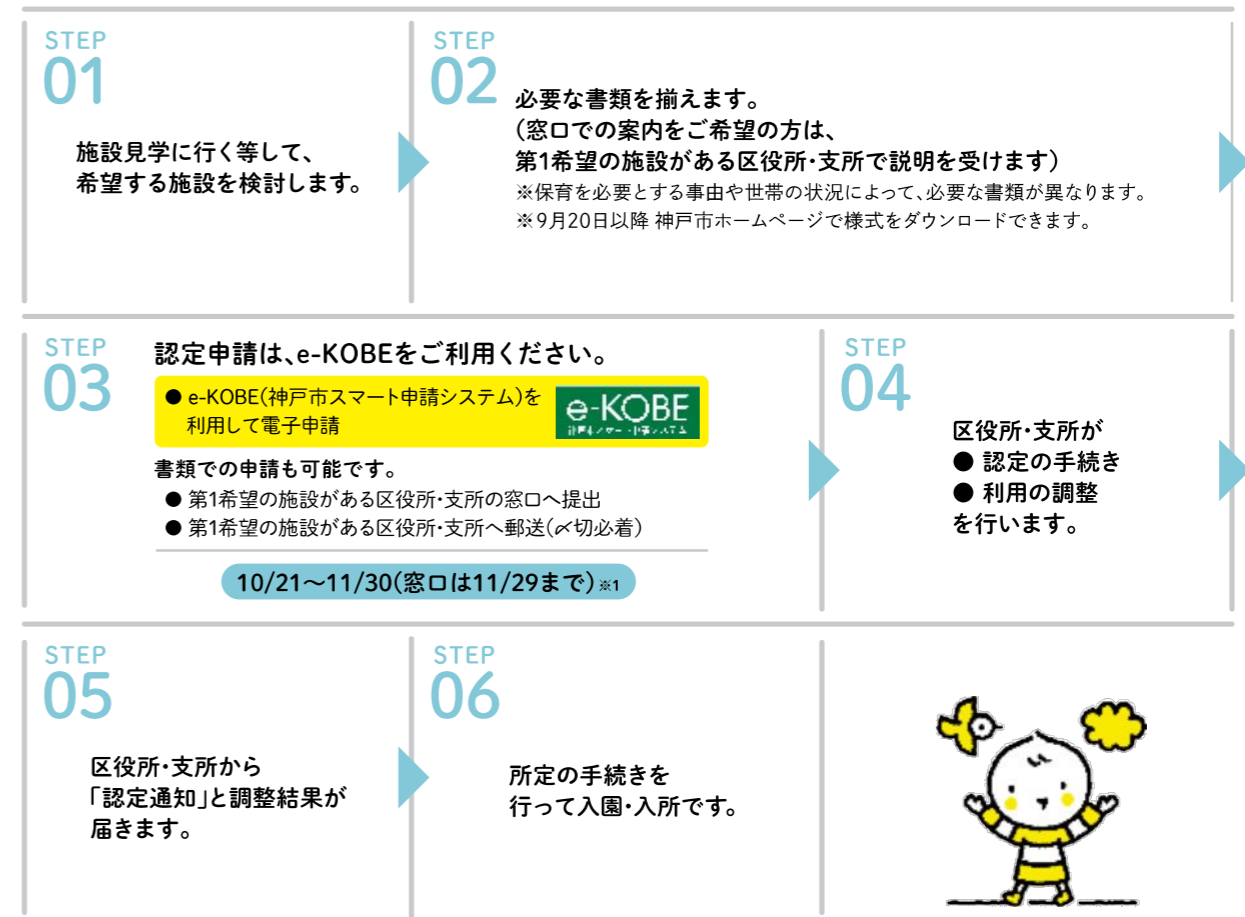 STEP
01
施設見学に行く等して、
希望する施設を検討します。
STEP
02
必要な書類を揃えます。
（窓口での案内をご希望の方は、
第1希望の施設がある区役所・支所で説明を受けます）
※保育を必要とする事由や世帯の状況によって、必要な書類が異なります。
※9月20日以降 神戸市ホームページで様式をダウンロードできます。
STEP
03
認定申請は、e-KOBEをご利用ください。
● e-KOBE(神戸市スマート申請システム)を
利用して電子申請
e-KOBE
神戸市スマート申請システム
書類での申請も可能です。
● 第1希望の施設がある区役所・支所の窓口へ提出
● 第1希望の施設がある区役所・支所へ郵送(〆切必着)
10/21〜11/30(窓口は11/29まで)※1
STEP
04
区役所・支所が
● 認定の手続き
● 利用の調整
を行います。
STEP
05
区役所・支所から
「認定通知」と調整結果が
届きます。
STEP
06
所定の手続きを
行って入園・入所です。